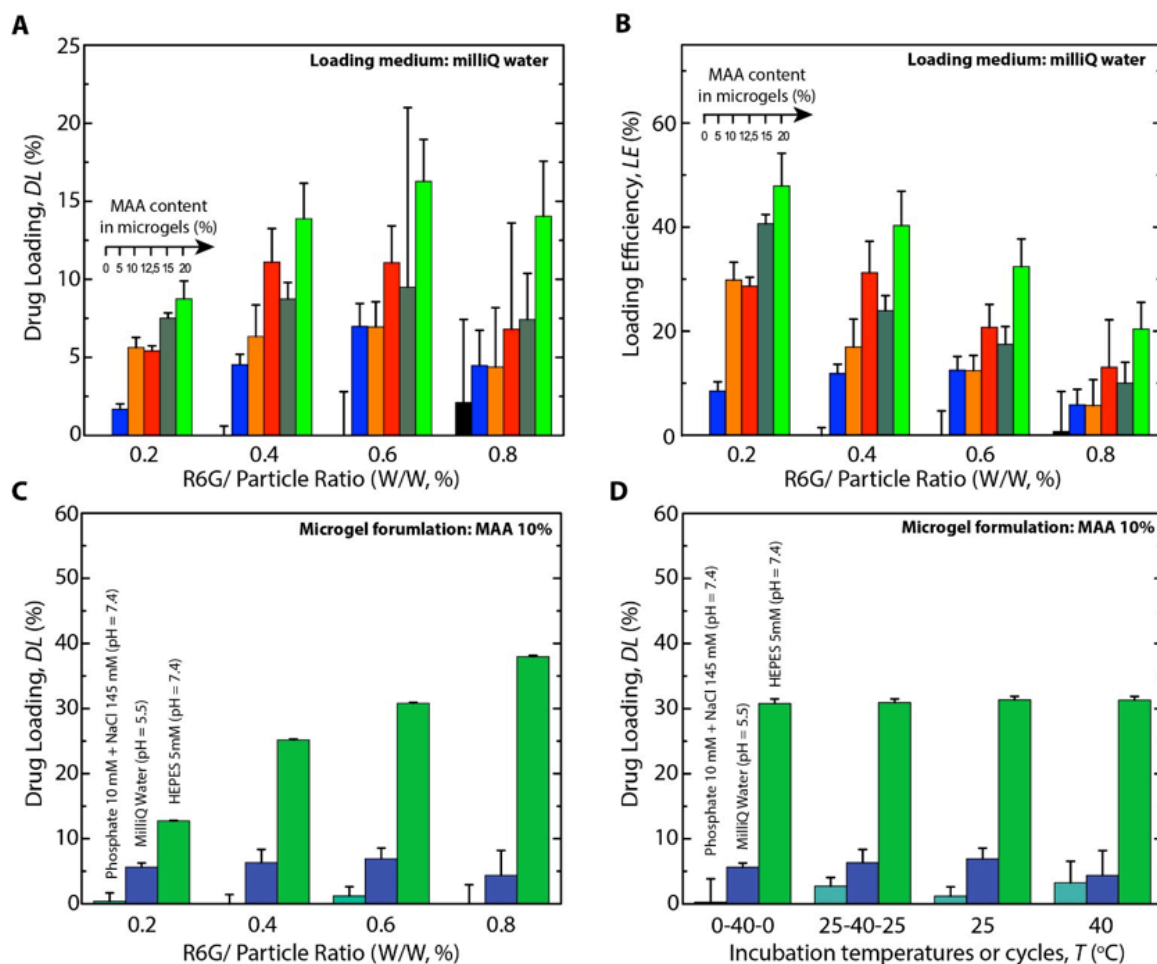 A
Loading medium: milliQ water
MAA content
in microgels (%)
0 5 10 12,5 15 20
25
20
15
10
5
0
Drug Loading, DL (%)
0.2 0.4 0.6 0.8
R6G/ Particle Ratio (W/W, %)
B
Loading medium: milliQ water
MAA content
in microgels (%)
0 5 10 12,5 15 20
60
40
20
0
Loading Efficiency, LE (%)
0.2 0.4 0.6 0.8
R6G/ Particle Ratio (W/W, %)
C
Microgel forumlation: MAA 10%
60
50
40
30
20
10
0
Drug Loading, DL (%)
Phosphate 10 mM + NaCl 145 mM (pH = 7.4)
MilliQ Water (pH = 5.5)
HEPES 5mM (pH = 7.4)
0.2 0.4 0.6 0.8
R6G/ Particle Ratio (W/W, %)
D
Microgel formulation: MAA 10%
60
50
40
30
20
10
0
Drug Loading, DL (%)
Phosphate 10 mM + NaCl 145 mM (pH = 7.4)
MilliQ Water (pH = 5.5)
HEPES 5mM (pH = 7.4)
0-40-0 25-40-25 25 40
Incubation temperatures or cycles, T (°C)